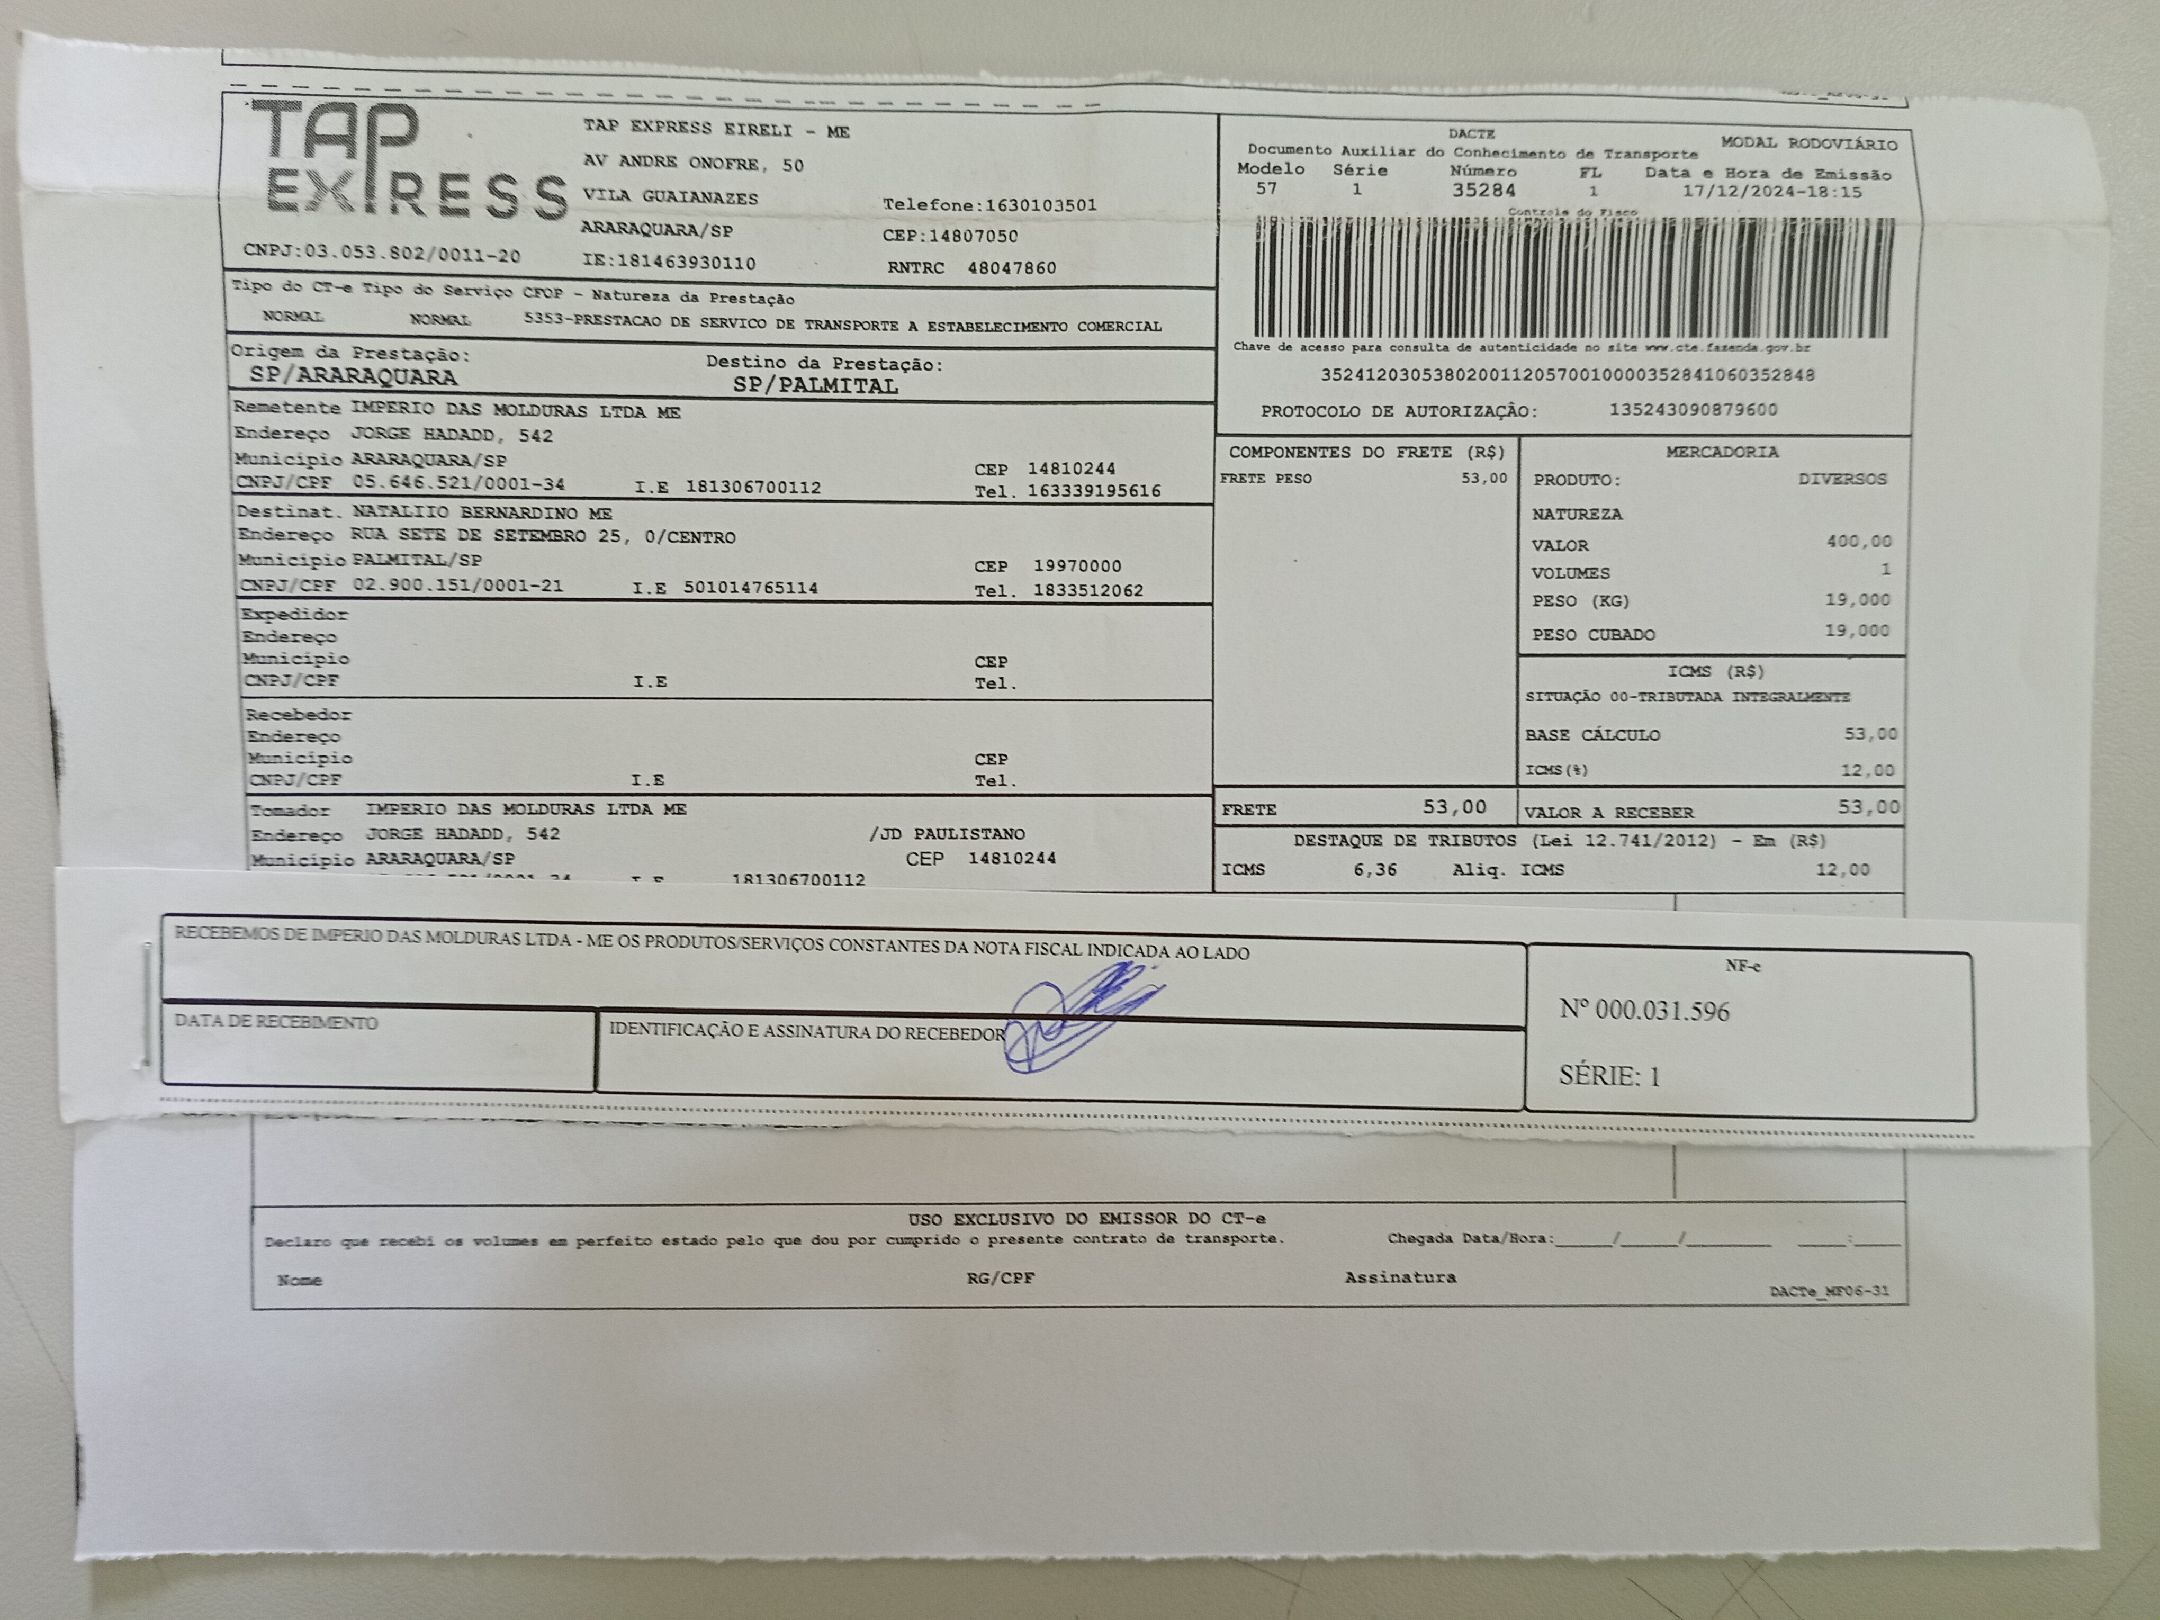 TAP EXPRESS
TAP EXPRESS EIRELI - ME
AV ANDRE ONOFRE, 50
VILA GUAIANAZES Telefone:1630103501
ARARAQUARA/SP CEP:14807050
CNPJ:03.053.802/0011-20 IE:181463930110 RNTRC 48047860
DACTE MODAL RODOVIÁRIO
Documento Auxiliar do Conhecimento de Transporte
Modelo Série Número FL Data e Hora de Emissão
57 1 35284 1 17/12/2024-18:15
Controle do Fisco
Chave de acesso para consulta de autenticidade no site www.cte.fazenda.gov.br
35241203053802001120570010000352841060352848
PROTOCOLO DE AUTORIZAÇÃO: 135243090879600
Tipo do CT-e Tipo do Serviço CFOP - Natureza da Prestação
NORMAL NORMAL 5353-PRESTACAO DE SERVICO DE TRANSPORTE A ESTABELECIMENTO COMERCIAL
Origem da Prestação: Destino da Prestação:
SP/ARARAQUARA SP/PALMITAL
Remetente IMPERIO DAS MOLDURAS LTDA ME
Endereço JORGE HADADD, 542
Município ARARAQUARA/SP CEP 14810244
CNPJ/CPF 05.646.521/0001-34 I.E 181306700112 Tel. 163339195616
Destinat. NATALIIO BERNARDINO ME
Endereço RUA SETE DE SETEMBRO 25, 0/CENTRO
Município PALMITAL/SP CEP 19970000
CNPJ/CPF 02.900.151/0001-21 I.E 501014765114 Tel. 1833512062
Expedidor
Endereço
Município CEP
CNPJ/CPF I.E Tel.
Recebedor
Endereço
Município CEP
CNPJ/CPF I.E Tel.
Tomador IMPERIO DAS MOLDURAS LTDA ME
Endereço JORGE HADADD, 542 /JD PAULISTANO
Município ARARAQUARA/SP CEP 14810244
181306700112
COMPONENTES DO FRETE (R$)
FRETE PESO 53,00
FRETE 53,00
MERCADORIA
PRODUTO: DIVERSOS
NATUREZA
VALOR 400,00
VOLUMES 1
PESO (KG) 19,000
PESO CUBADO 19,000
ICMS (R$)
SITUAÇÃO 00-TRIBUTADA INTEGRALMENTE
BASE CÁLCULO 53,00
ICMS(%) 12,00
VALOR A RECEBER 53,00
DESTAQUE DE TRIBUTOS (Lei 12.741/2012) - Em (R$)
ICMS 6,36 Aliq. ICMS 12,00
RECEBEMOS DE IMPERIO DAS MOLDURAS LTDA - ME OS PRODUTOS/SERVIÇOS CONSTANTES DA NOTA FISCAL INDICADA AO LADO
DATA DE RECEBIMENTO
IDENTIFICAÇÃO E ASSINATURA DO RECEBEDOR
NF-e
Nº 000.031.596
SÉRIE: 1
USO EXCLUSIVO DO EMISSOR DO CT-e
Declaro que recebi os volumes em perfeito estado pelo que dou por cumprido o presente contrato de transporte. Chegada Data/Hora:_____/_____/________ ____:____
Nome RG/CPF Assinatura
DACTe_MF06-31